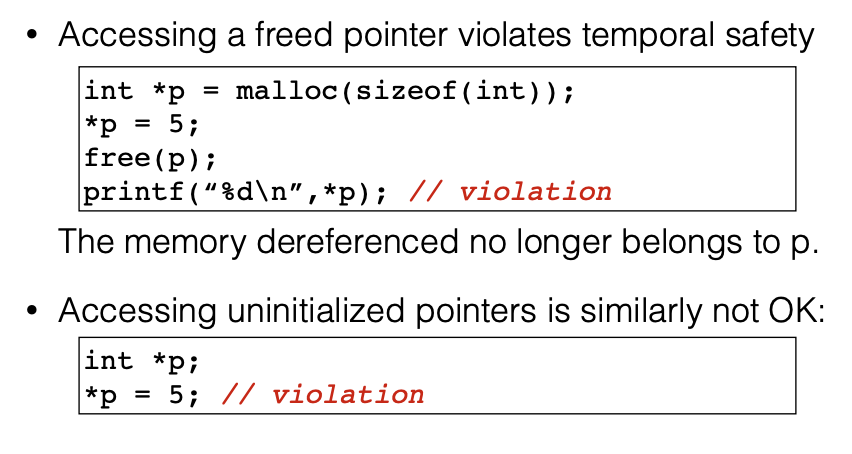 • Accessing a freed pointer violates temporal safety
int *p = malloc(sizeof(int));
*p = 5;
free(p);
printf(“%d\n”,*p); // violation
The memory dereferenced no longer belongs to p.
• Accessing uninitialized pointers is similarly not OK:
int *p;
*p = 5; // violation